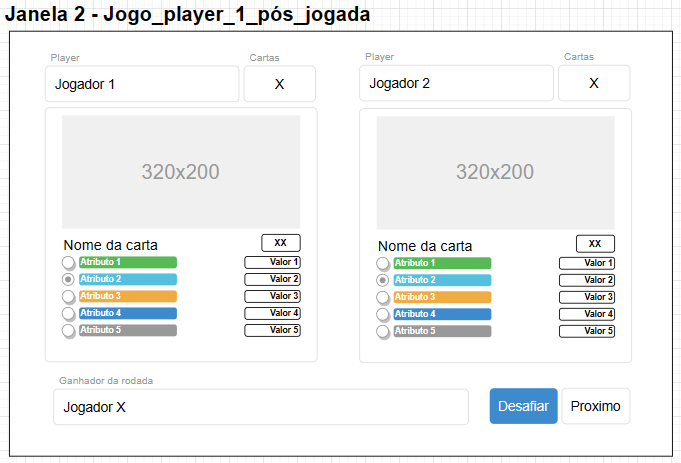 Janela 2 - Jogo_player_1_pós_jogada
Player Cartas
Jogador 1 X
320x200
Nome da carta XX
Atributo 1 Valor 1
Atributo 2 Valor 2
Atributo 3 Valor 3
Atributo 4 Valor 4
Atributo 5 Valor 5
Player Cartas
Jogador 2 X
320x200
Nome da carta XX
Atributo 1 Valor 1
Atributo 2 Valor 2
Atributo 3 Valor 3
Atributo 4 Valor 4
Atributo 5 Valor 5
Ganhador da rodada
Jogador X Desafiar Proximo